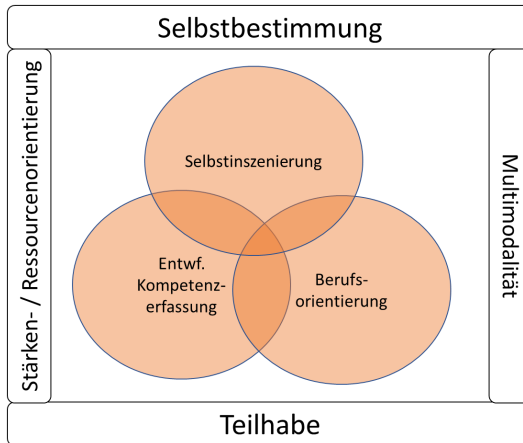 Selbstbestimmung
Stärken- / Ressourcenorientierung
Selbstinszenierung
Entwf.
Kompetenz-
erfassung
Berufs-
orientierung
Multimodalität
Teilhabe